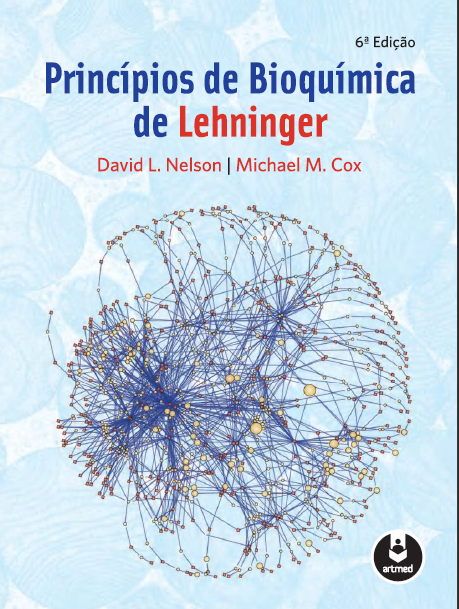 6ª Edição
Princípios de Bioquímica
de Lehninger
David L. Nelson | Michael M. Cox
artmed